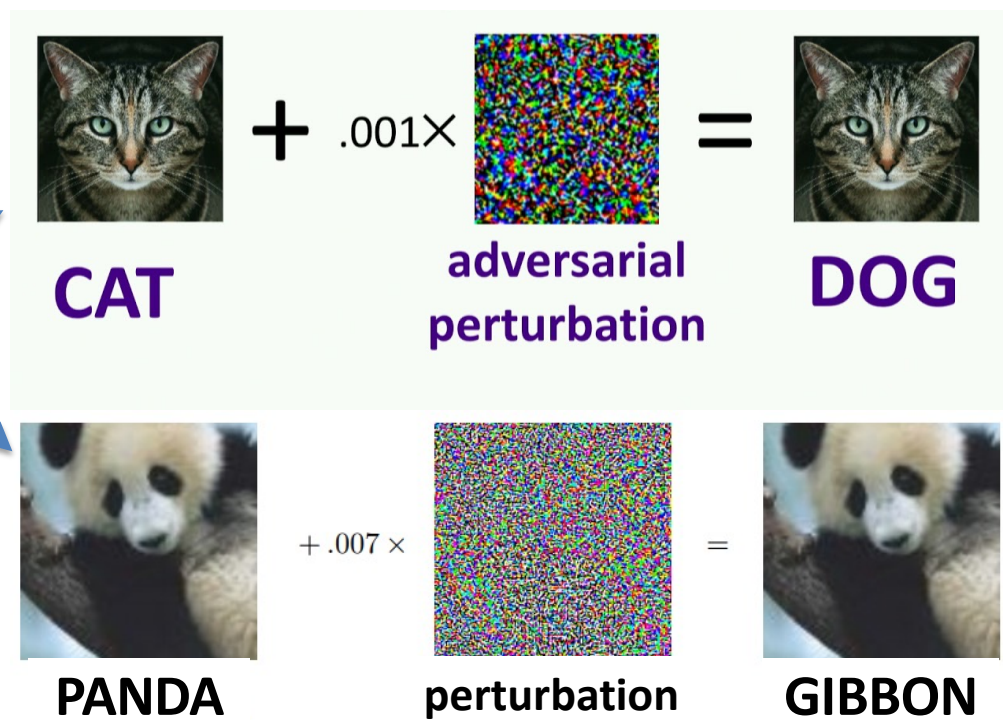 + .001× =
CAT
adversarial
perturbation
DOG
+ .007 × =
PANDA perturbation GIBBON